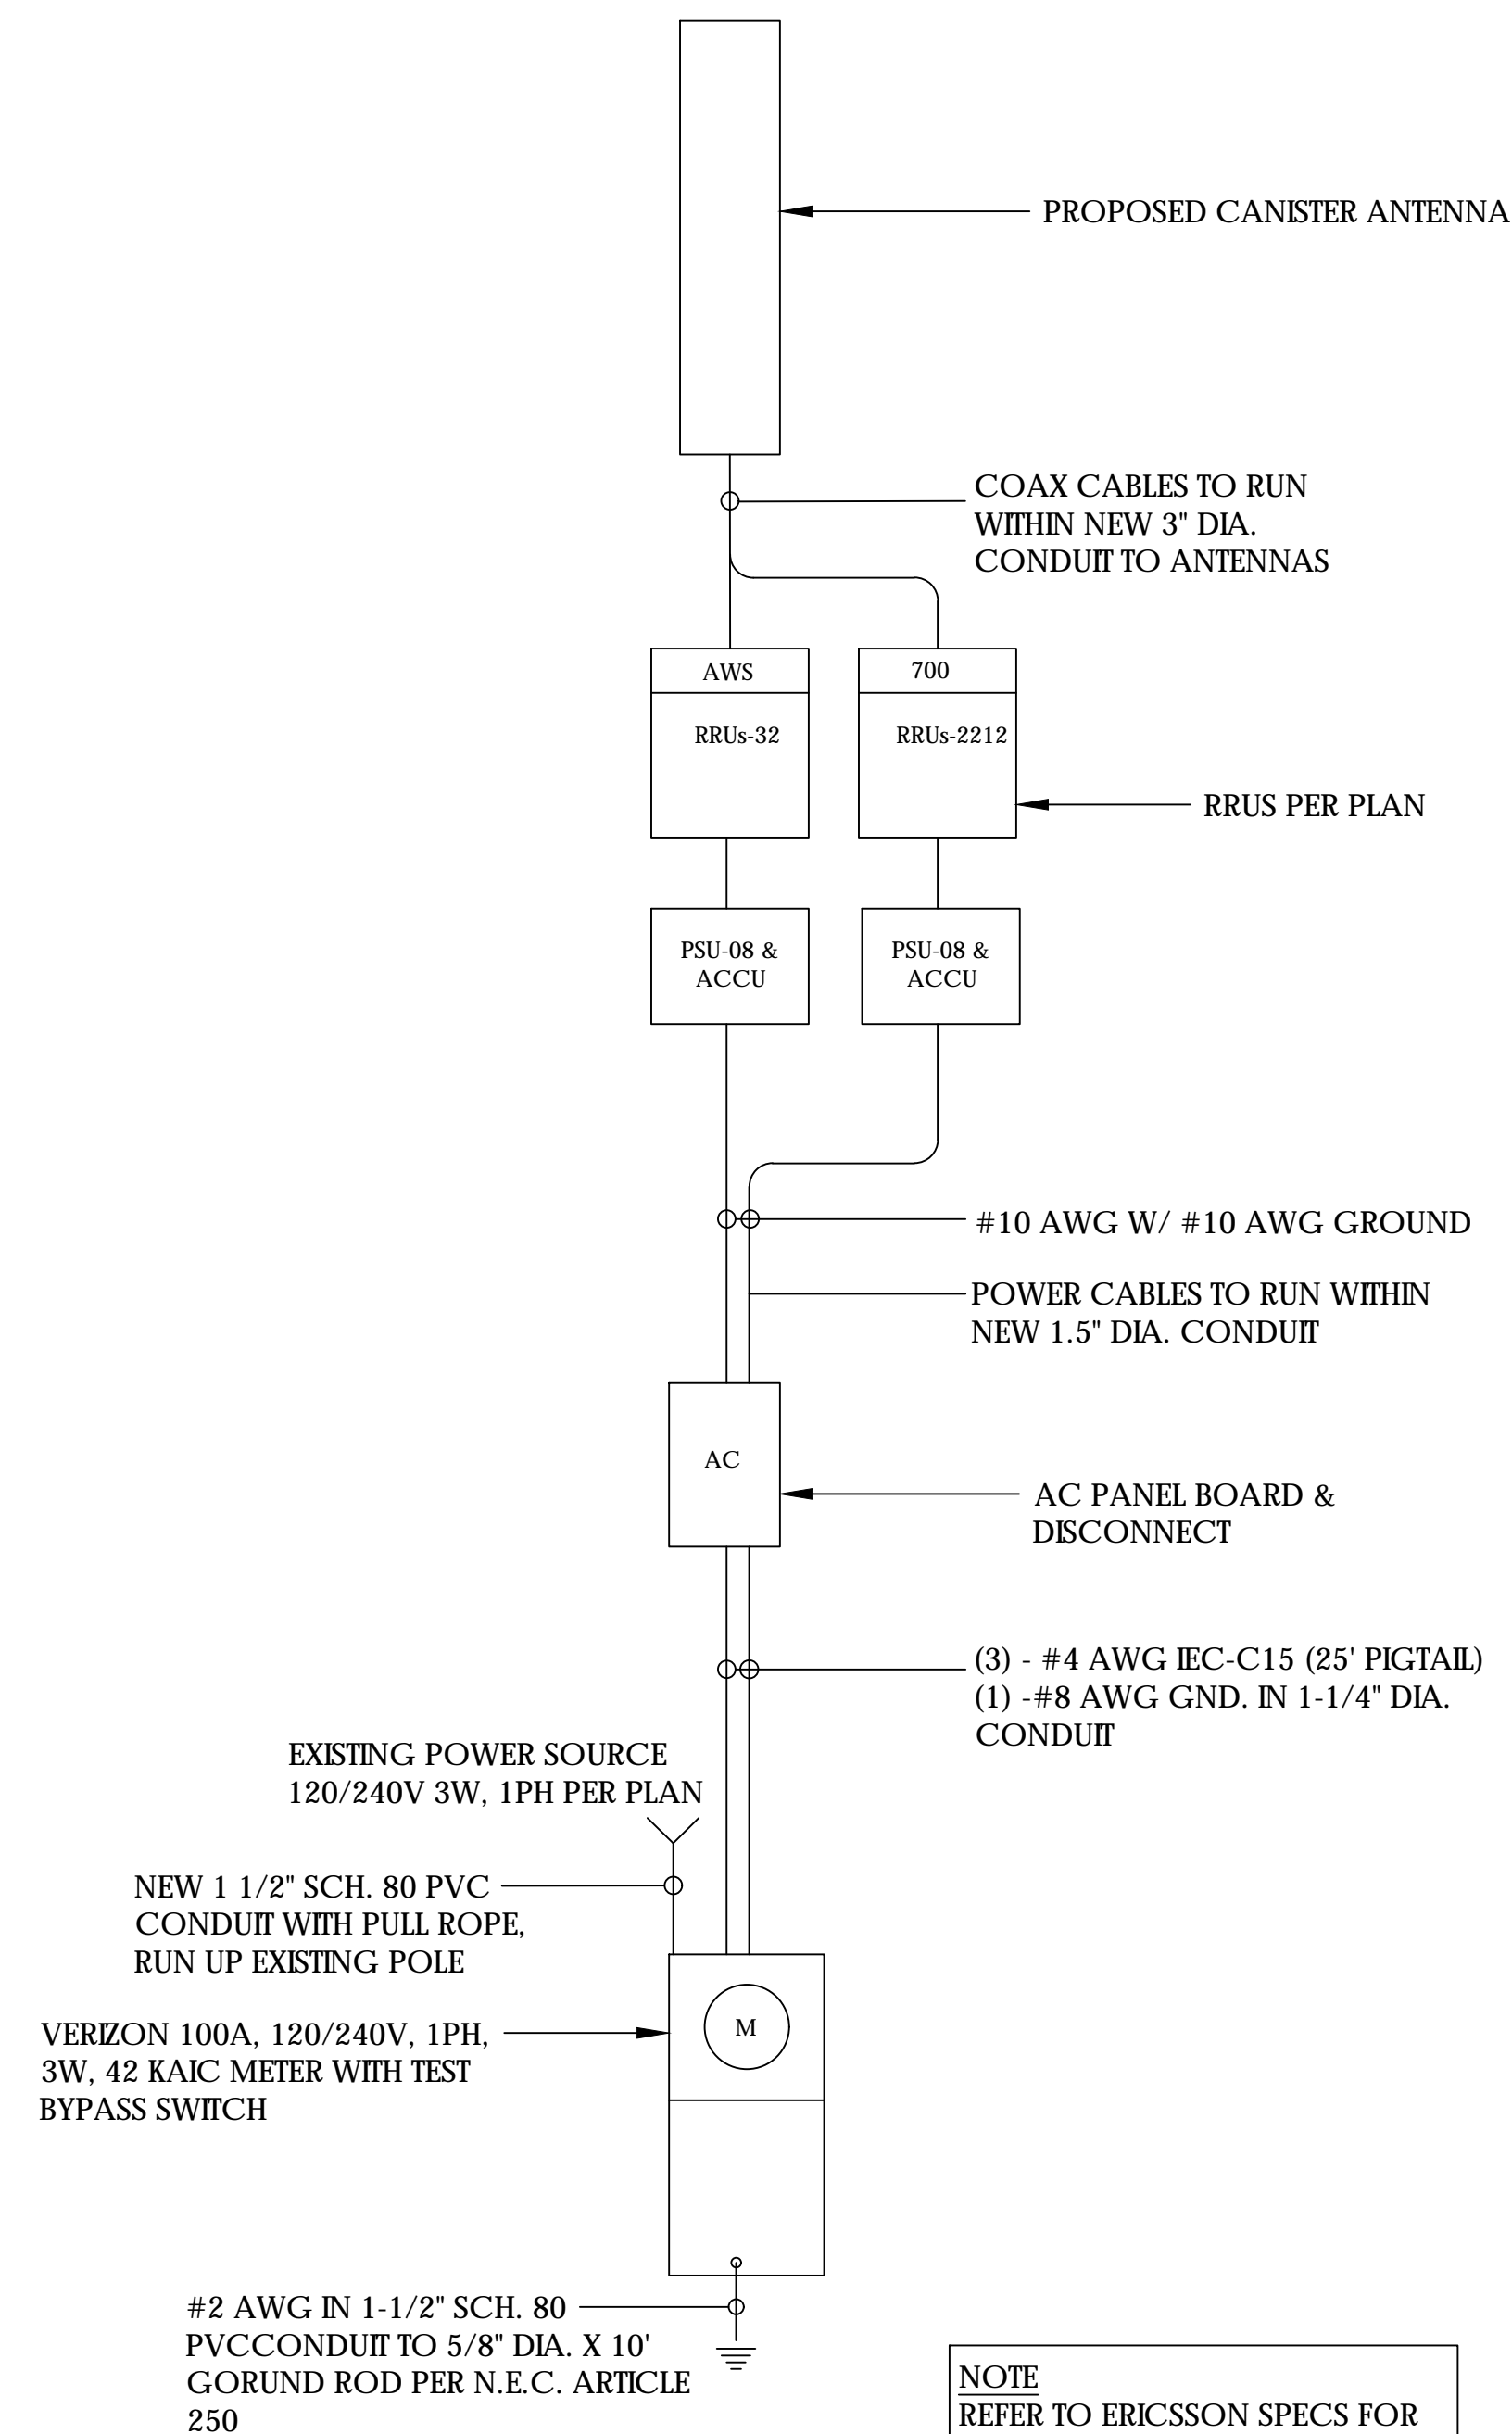 PROPOSED CANISTER ANTENNA
COAX CABLES TO RUN
WITHIN NEW 3" DIA.
CONDUIT TO ANTENNAS
AWS
700
RRUs-32
RRUs-2212
RRUS PER PLAN
PSU-08 &
ACCU
PSU-08 &
ACCU
#10 AWG W/ #10 AWG GROUND
POWER CABLES TO RUN WITHIN
NEW 1.5" DIA. CONDUIT
AC
AC PANEL BOARD &
DISCONNECT
(3) - #4 AWG IEC-C15 (25' PIGTAIL)
(1) -#8 AWG GND. IN 1-1/4" DIA.
CONDUIT
EXISTING POWER SOURCE
120/240V 3W, 1PH PER PLAN
NEW 1 1/2" SCH. 80 PVC
CONDUIT WITH PULL ROPE,
RUN UP EXISTING POLE
VERIZON 100A, 120/240V, 1PH,
3W, 42 KAIC METER WITH TEST
BYPASS SWITCH
M
#2 AWG IN 1-1/2" SCH. 80
PVCCONDUIT TO 5/8" DIA. X 10'
GORUND ROD PER N.E.C. ARTICLE
250
NOTE
REFER TO ERICSSON SPECS FOR